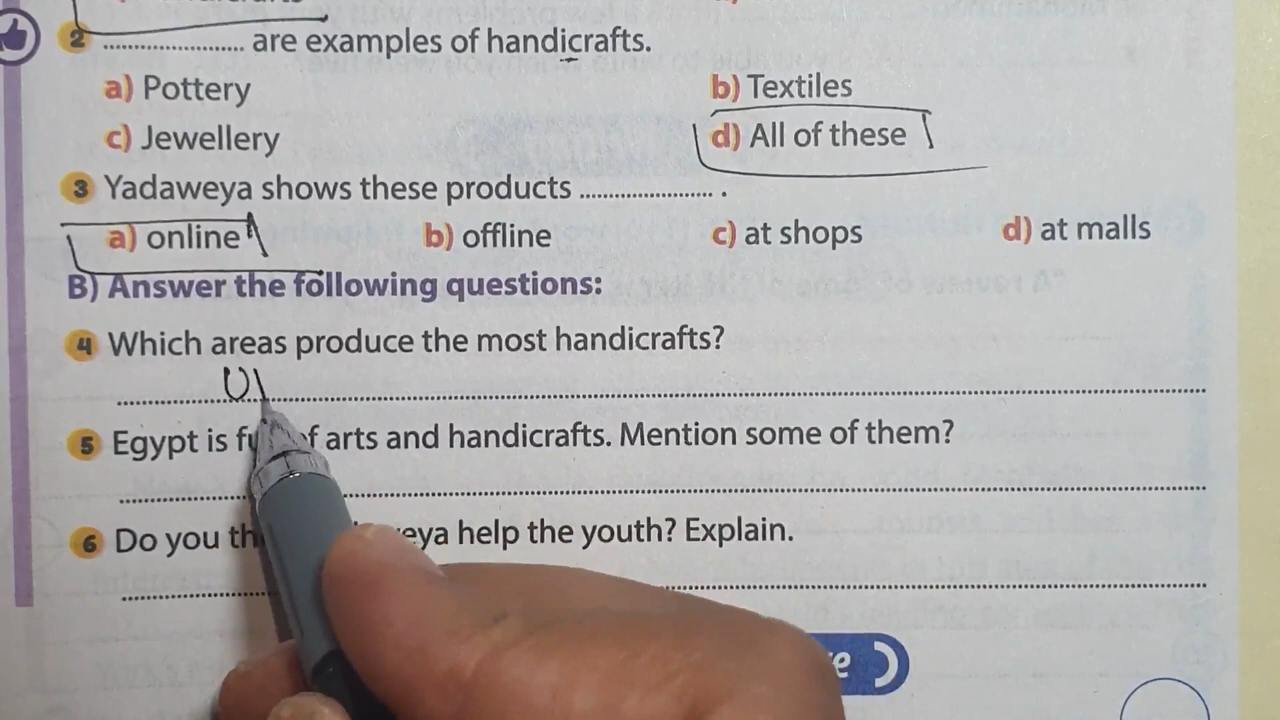 2 ........................ are examples of handicrafts.
a) Pottery
b) Textiles
c) Jewellery
d) All of these
3 Yadaweya shows these products ....................... .
a) online
b) offline
c) at shops
d) at malls
B) Answer the following questions:
4 Which areas produce the most handicrafts?
5 Egypt is of arts and handicrafts. Mention some of them?
6 Do you help the youth? Explain.